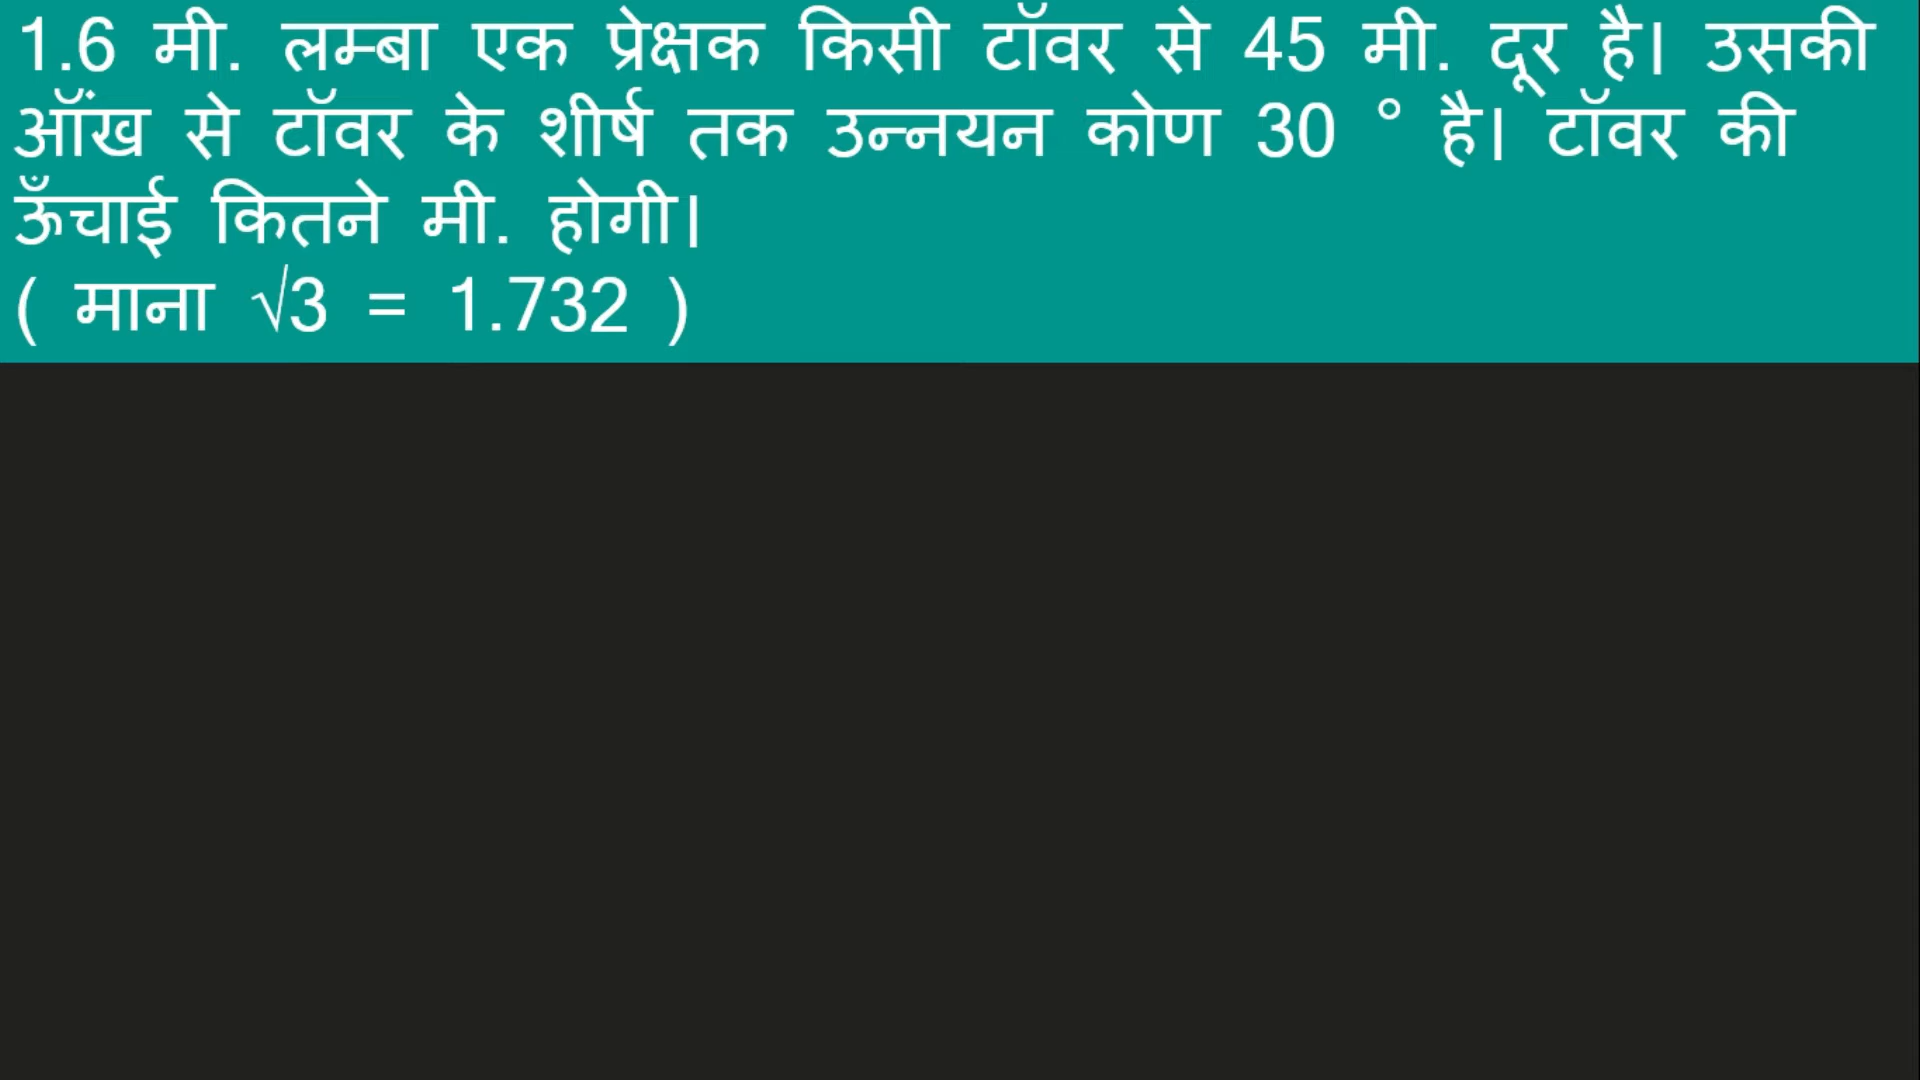 1.6 मी. लम्बा एक प्रेक्षक किसी टॉवर से 45 मी. दूर है। उसकी
ऑंख से टॉवर के शीर्ष तक उन्नयन कोण 30 ° है। टॉवर की
ऊँचाई कितने मी. होगी।
( माना √3 = 1.732 )